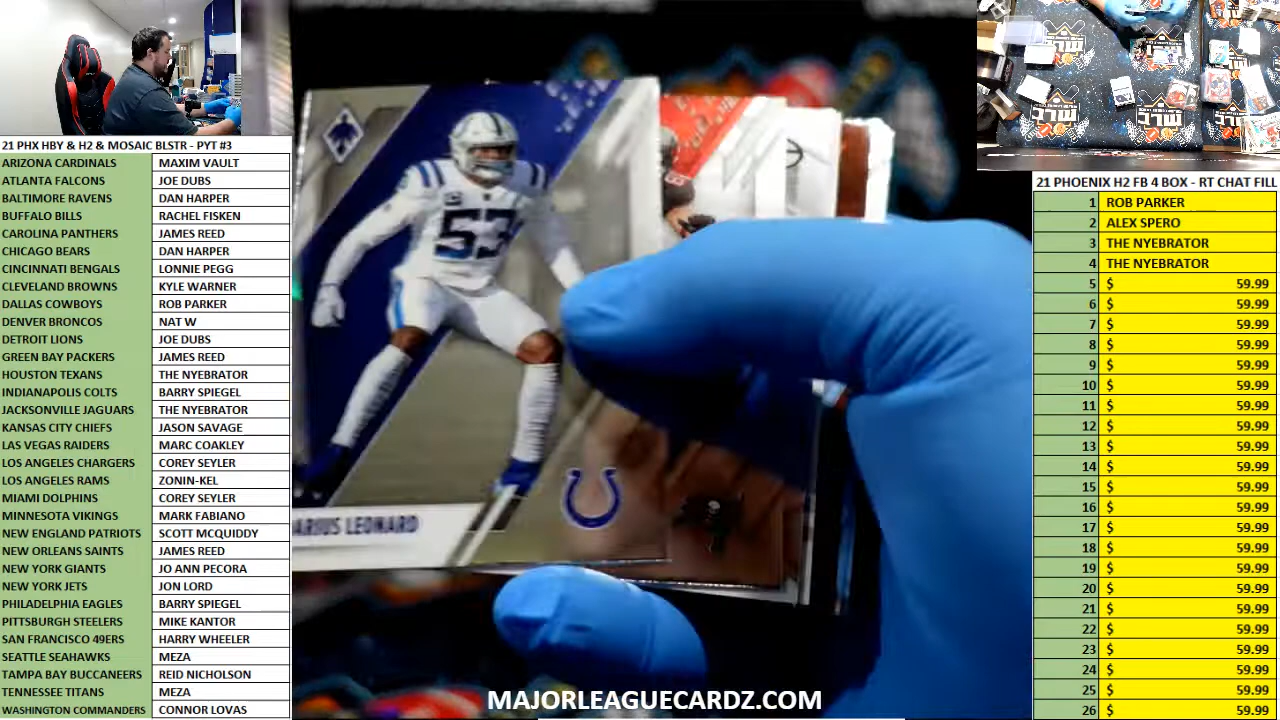 21 PHX HBY & H2 & MOSAIC BLSTR - PYT #3
ARIZONA CARDINALS MAXIM VAULT
ATLANTA FALCONS JOE DUBS
BALTIMORE RAVENS DAN HARPER
BUFFALO BILLS RACHEL FISKEN
CAROLINA PANTHERS JAMES REED
CHICAGO BEARS DAN HARPER
CINCINNATI BENGALS LONNIE PEGG
CLEVELAND BROWNS KYLE WARNER
DALLAS COWBOYS ROB PARKER
DENVER BRONCOS NAT W
DETROIT LIONS JOE DUBS
GREEN BAY PACKERS JAMES REED
HOUSTON TEXANS THE NYEBRATOR
INDIANAPOLIS COLTS BARRY SPIEGEL
JACKSONVILLE JAGUARS THE NYEBRATOR
KANSAS CITY CHIEFS JASON SAVAGE
LAS VEGAS RAIDERS MARC COAKLEY
LOS ANGELES CHARGERS COREY SEYLER
LOS ANGELES RAMS ZONIN-KEL
MIAMI DOLPHINS COREY SEYLER
MINNESOTA VIKINGS MARK FABIANO
NEW ENGLAND PATRIOTS SCOTT MCQUIDDY
NEW ORLEANS SAINTS JAMES REED
NEW YORK GIANTS JO ANN PECORA
NEW YORK JETS JON LORD
PHILADELPHIA EAGLES BARRY SPIEGEL
PITTSBURGH STEELERS MIKE KANTOR
SAN FRANCISCO 49ERS HARRY WHEELER
SEATTLE SEAHAWKS MEZA
TAMPA BAY BUCCANEERS REID NICHOLSON
TENNESSEE TITANS MEZA
WASHINGTON COMMANDERS CONNOR LOVAS
53
ARIUS LEONARD
MAJORLEAGUECARDZ.COM
MLC
21 PHOENIX H2 FB 4 BOX - RT CHAT FILL
1 ROB PARKER
2 ALEX SPERO
3 THE NYEBRATOR
4 THE NYEBRATOR
5 $ 59.99
6 $ 59.99
7 $ 59.99
8 $ 59.99
9 $ 59.99
10 $ 59.99
11 $ 59.99
12 $ 59.99
13 $ 59.99
14 $ 59.99
15 $ 59.99
16 $ 59.99
17 $ 59.99
18 $ 59.99
19 $ 59.99
20 $ 59.99
21 $ 59.99
22 $ 59.99
23 $ 59.99
24 $ 59.99
25 $ 59.99
26 $ 59.99